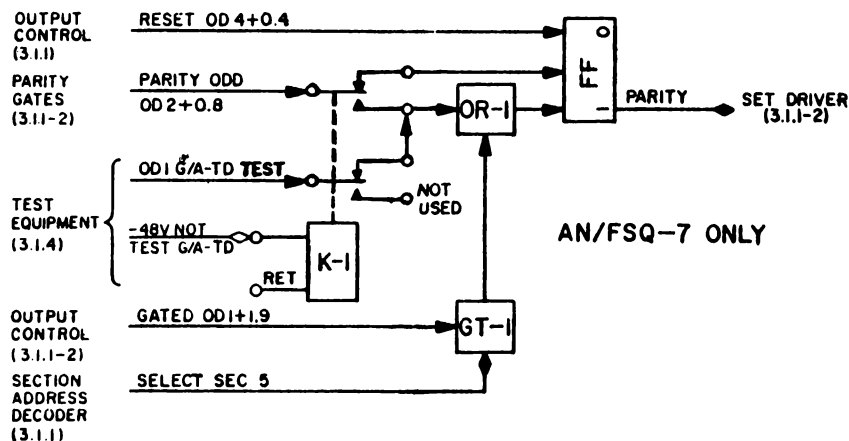 OUTPUT
CONTROL
(3.1.1)
RESET OD 4+0.4
PARITY
GATES
(3.1.1-2)
PARITY ODD
OD 2+0.8
FF
O
1
PARITY
SET DRIVER
(3.1.1-2)
OR-1
OD1 G/A-TD TEST
NOT
USED
TEST
EQUIPMENT
(3.1.4)
-48V NOT
TEST G/A-TD
RET
K-1
AN/FSQ-7 ONLY
OUTPUT
CONTROL
(3.1.1-2)
GATED OD1+1.9
GT-1
SECTION
ADDRESS
DECODER
(3.1.1)
SELECT SEC 5